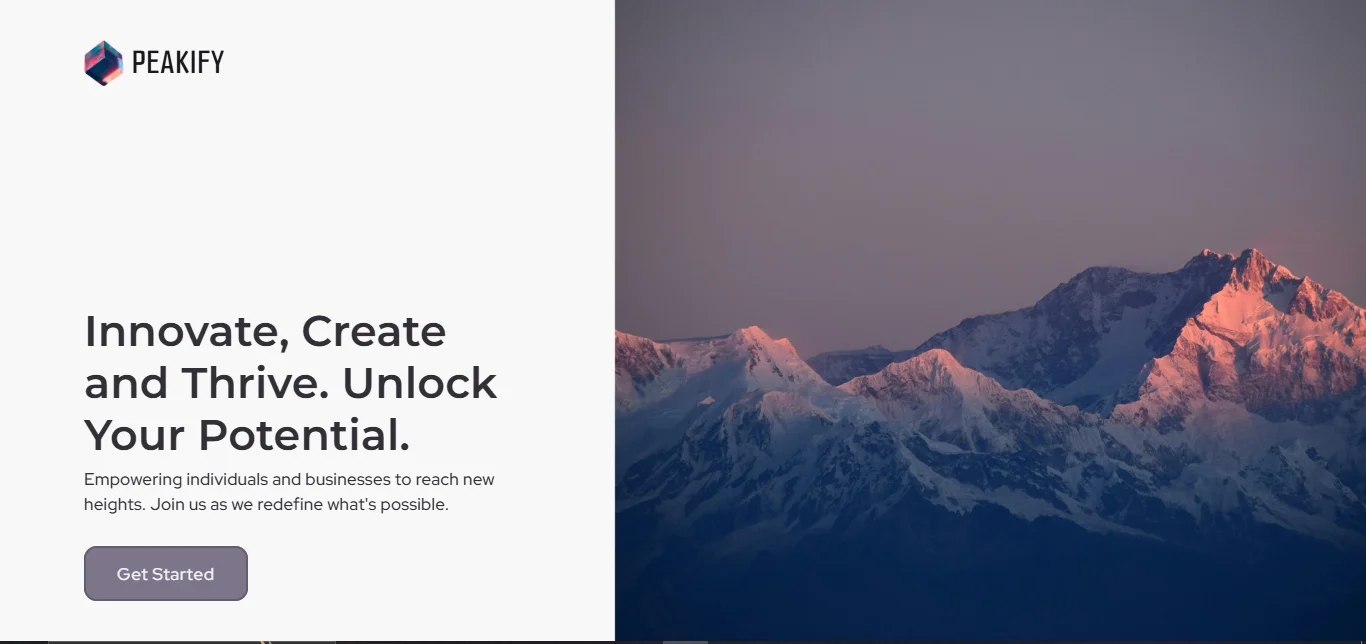 PEAKIFY
Innovate, Create
and Thrive. Unlock
Your Potential.
Empowering individuals and businesses to reach new
heights. Join us as we redefine what's possible.
Get Started